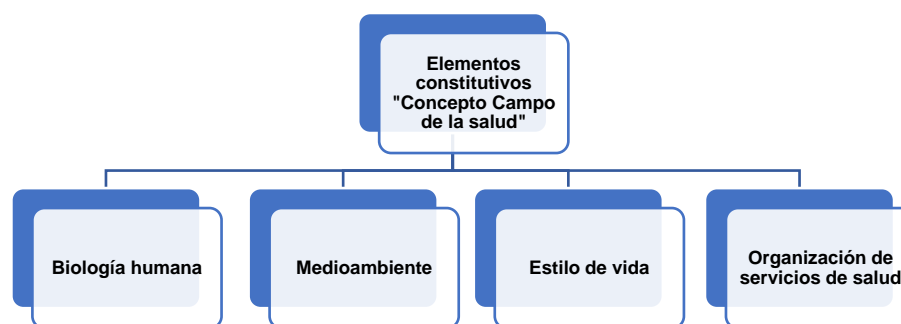 Elementos
constitutivos
"Concepto Campo
de la salud"
Biología humana
Medioambiente
Estilo de vida
Organización de
servicios de salud